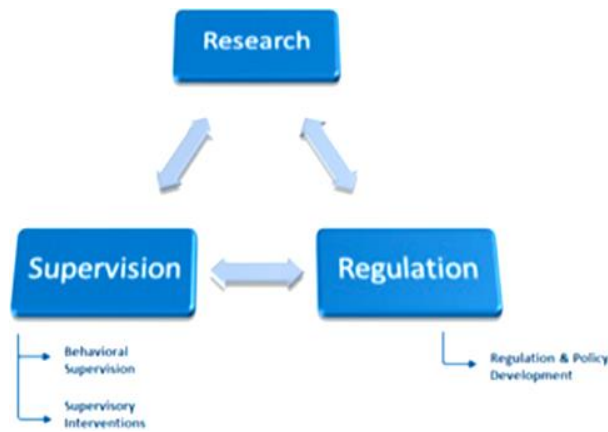 Research
Supervision
Regulation
Behavioral
Supervision
Supervisory
Interventions
Regulation & Policy
Development